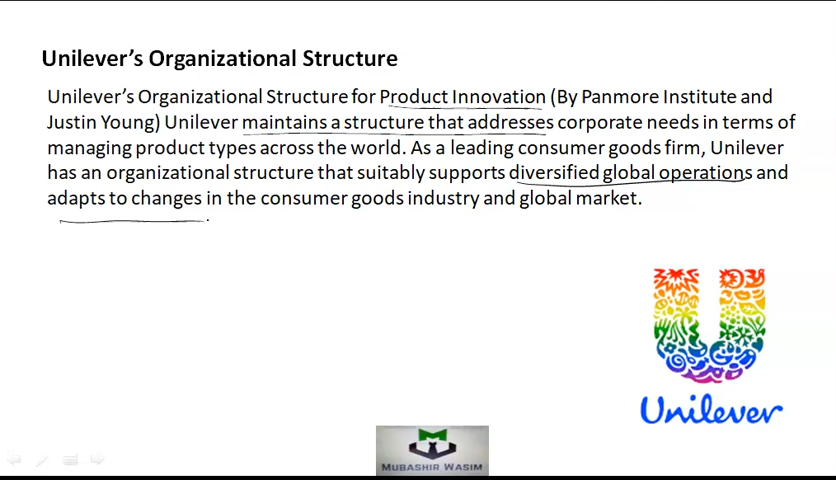 Unilever’s Organizational Structure
Unilever’s Organizational Structure for Product Innovation (By Panmore Institute and
Justin Young) Unilever maintains a structure that addresses corporate needs in terms of
managing product types across the world. As a leading consumer goods firm, Unilever
has an organizational structure that suitably supports diversified global operations and
adapts to changes in the consumer goods industry and global market.
Unilever
MUBASHIR WASIM